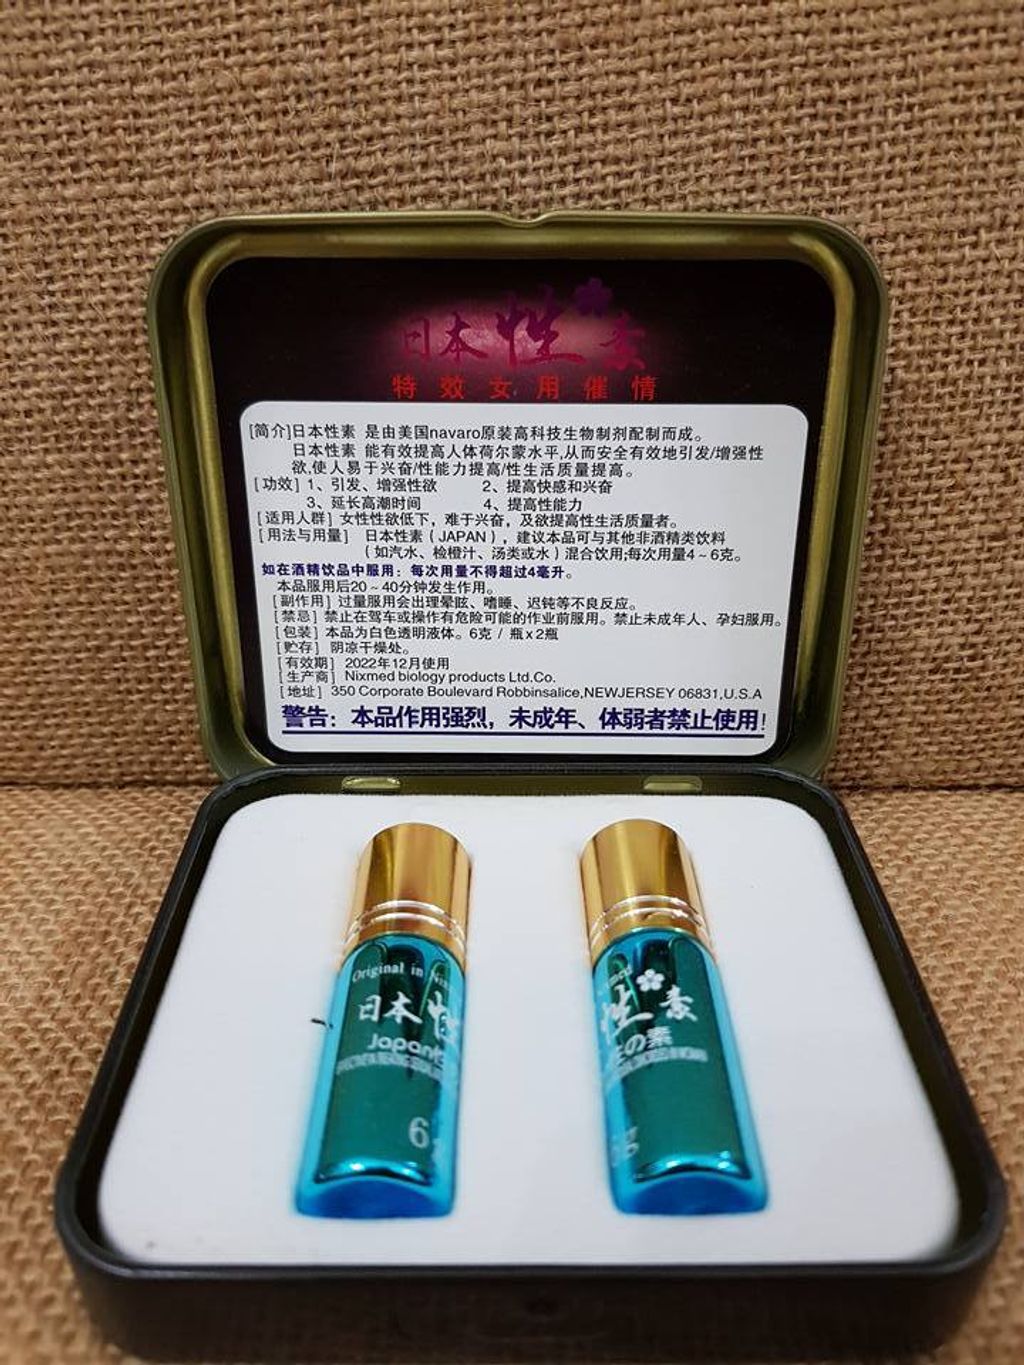 日本性素
特效女用催情
[简介]日本性素 是由美国navaro原装高科技生物制剂配制而成。
日本性素 能有效提高人体荷尔蒙水平,从而安全有效地引发/增强性
欲,使人易于兴奋/性能力提高/性生活质量提高。
[功效] 1、引发、增强性欲 2、提高快感和兴奋
3、延长高潮时间 4、提高性能力
[适用人群] 女性性欲低下，难于兴奋，及欲提高性生活质量者。
[用法与用量] 日本性素（JAPAN），建议本品可与其他非酒精类饮料
（如汽水、检橙汁、汤类或水）混合饮用;每次用量4～6克。
如在酒精饮品中服用：每次用量不得超过4毫升。
本品服用后20～40分钟发生作用。
[副作用] 过量服用会出理晕眩、嗜睡、迟钝等不良反应。
[禁忌] 禁止在驾车或操作有危险可能的作业前服用。禁止未成年人、孕妇服用。
[包装] 本品为白色透明液体。6克 / 瓶x2瓶
[贮存] 阴凉干燥处。
[有效期] 2022年12月使用
[生产商] Nixmed biology products Ltd.Co.
[地址] 350 Corporate Boulevard Robbinsalice,NEWJERSEY 06831,U.S.A
警告：本品作用强烈，未成年、体弱者禁止使用!
Original in
日本性
Japan
6
性素
の素